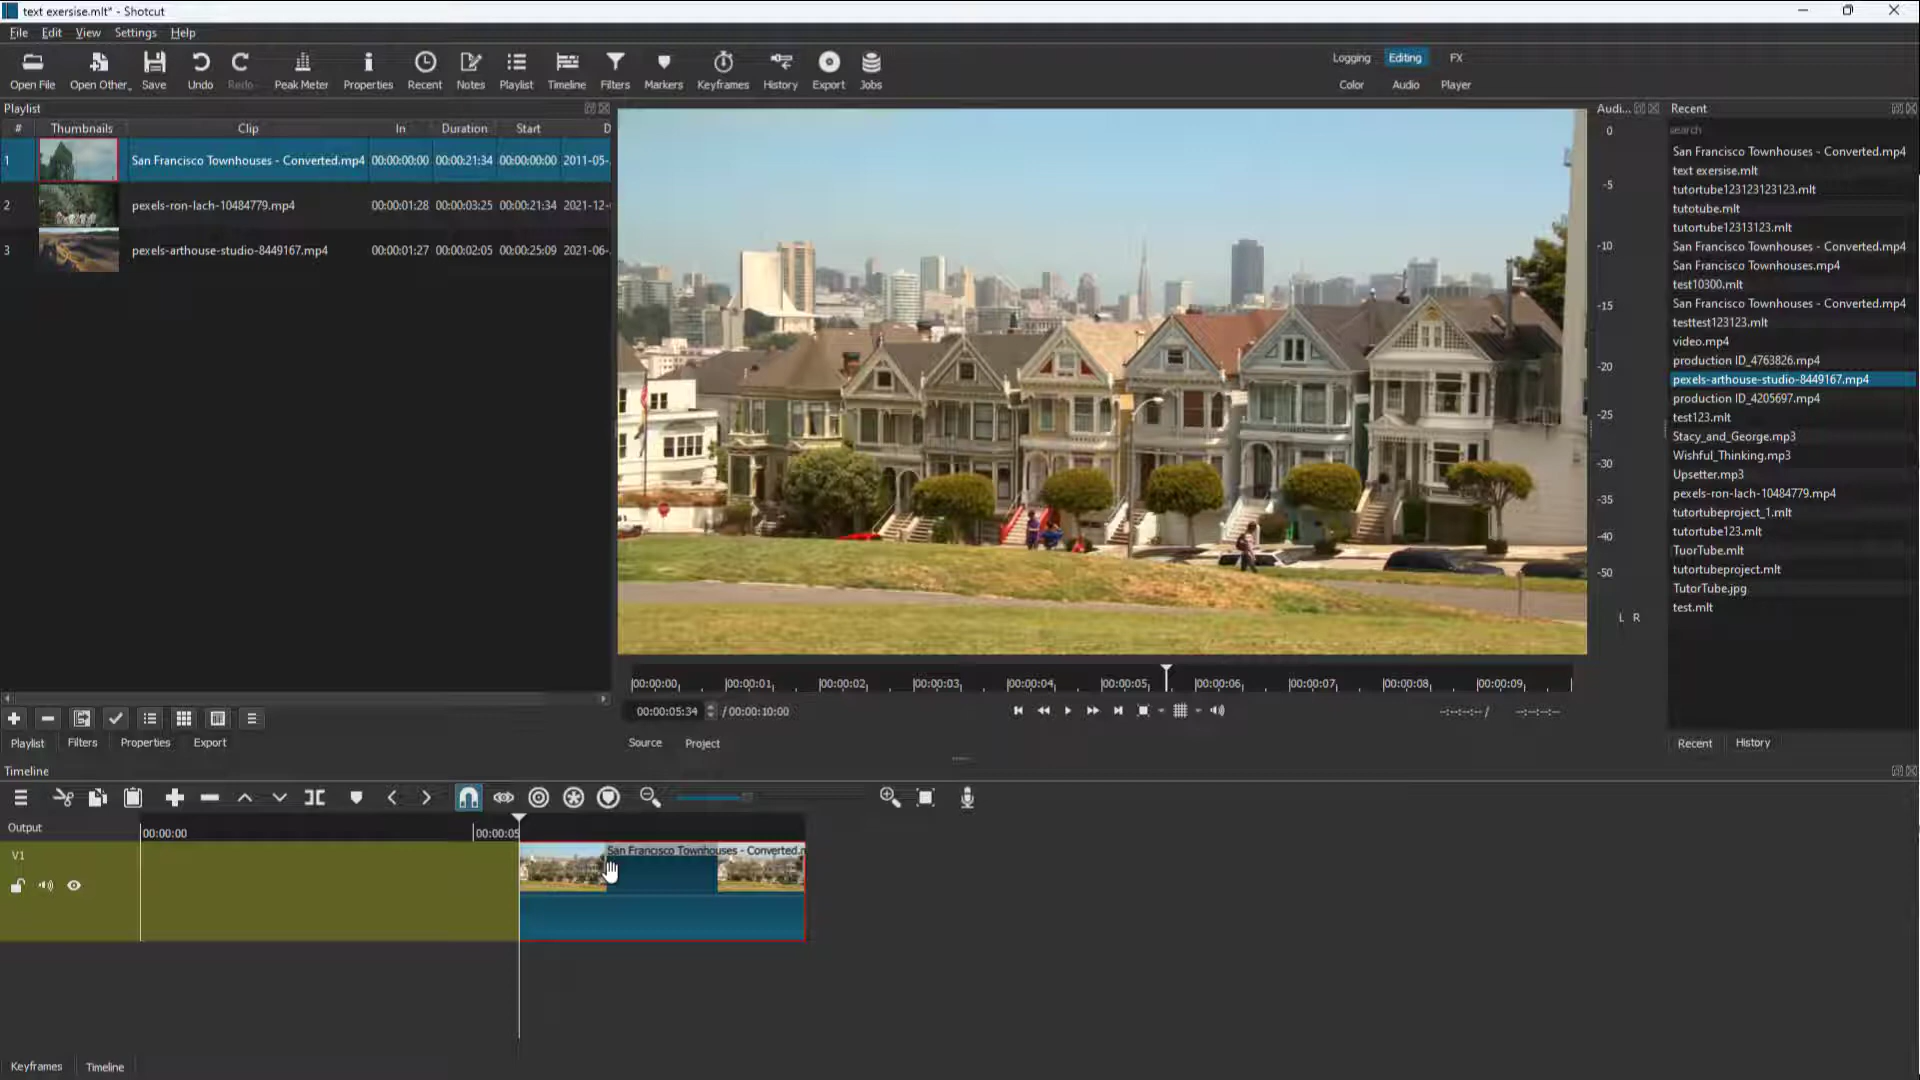 text exersise.mlt* - Shotcut
File Edit View Settings Help
Open File Open Other... Save Undo Redo Peak Meter Properties Recent Notes Playlist Timeline Filters Markers Keyframes History Export Jobs
Logging Editing FX
Color Audio Player
Playlist
# Thumbnails Clip In Duration Start D
1 San Francisco Townhouses - Converted.mp4 00:00:00:00 00:00:21:34 00:00:00:00 2011-05-
2 pexels-ron-lach-10484779.mp4 00:00:01:28 00:00:03:25 00:00:21:34 2021-12-
3 pexels-arthouse-studio-8449167.mp4 00:00:01:27 00:00:02:05 00:00:25:09 2021-06-
Playlist Filters Properties Export
00:00:00 00:00:01 00:00:02 00:00:03 00:00:04 00:00:05 00:00:06 00:00:07 00:00:08 00:00:09
00:00:05:34 / 00:00:10:00 --:--:--:-- / --:--:--:--
Source Project
Audi...
0
-5
-10
-15
-20
-25
-30
-35
-40
-50
L R
Recent
search
San Francisco Townhouses - Converted.mp4
text exersise.mlt
tutortube123123123123.mlt
tutotube.mlt
tutortube12313123.mlt
San Francisco Townhouses - Converted.mp4
San Francisco Townhouses.mp4
test10300.mlt
San Francisco Townhouses - Converted.mp4
testtest123123.mlt
video.mp4
production ID_4763826.mp4
pexels-arthouse-studio-8449167.mp4
production ID_4205697.mp4
test123.mlt
Stacy_and_George.mp3
Wishful_Thinking.mp3
Upsetter.mp3
pexels-ron-lach-10484779.mp4
tutortubeproject_1.mlt
tutortube123.mlt
TuorTube.mlt
tutortubeproject.mlt
TutorTube.jpg
test.mlt
Recent History
Timeline
Output
00:00:00 00:00:05
V1
San Francisco Townhouses - Converted.m
Keyframes Timeline